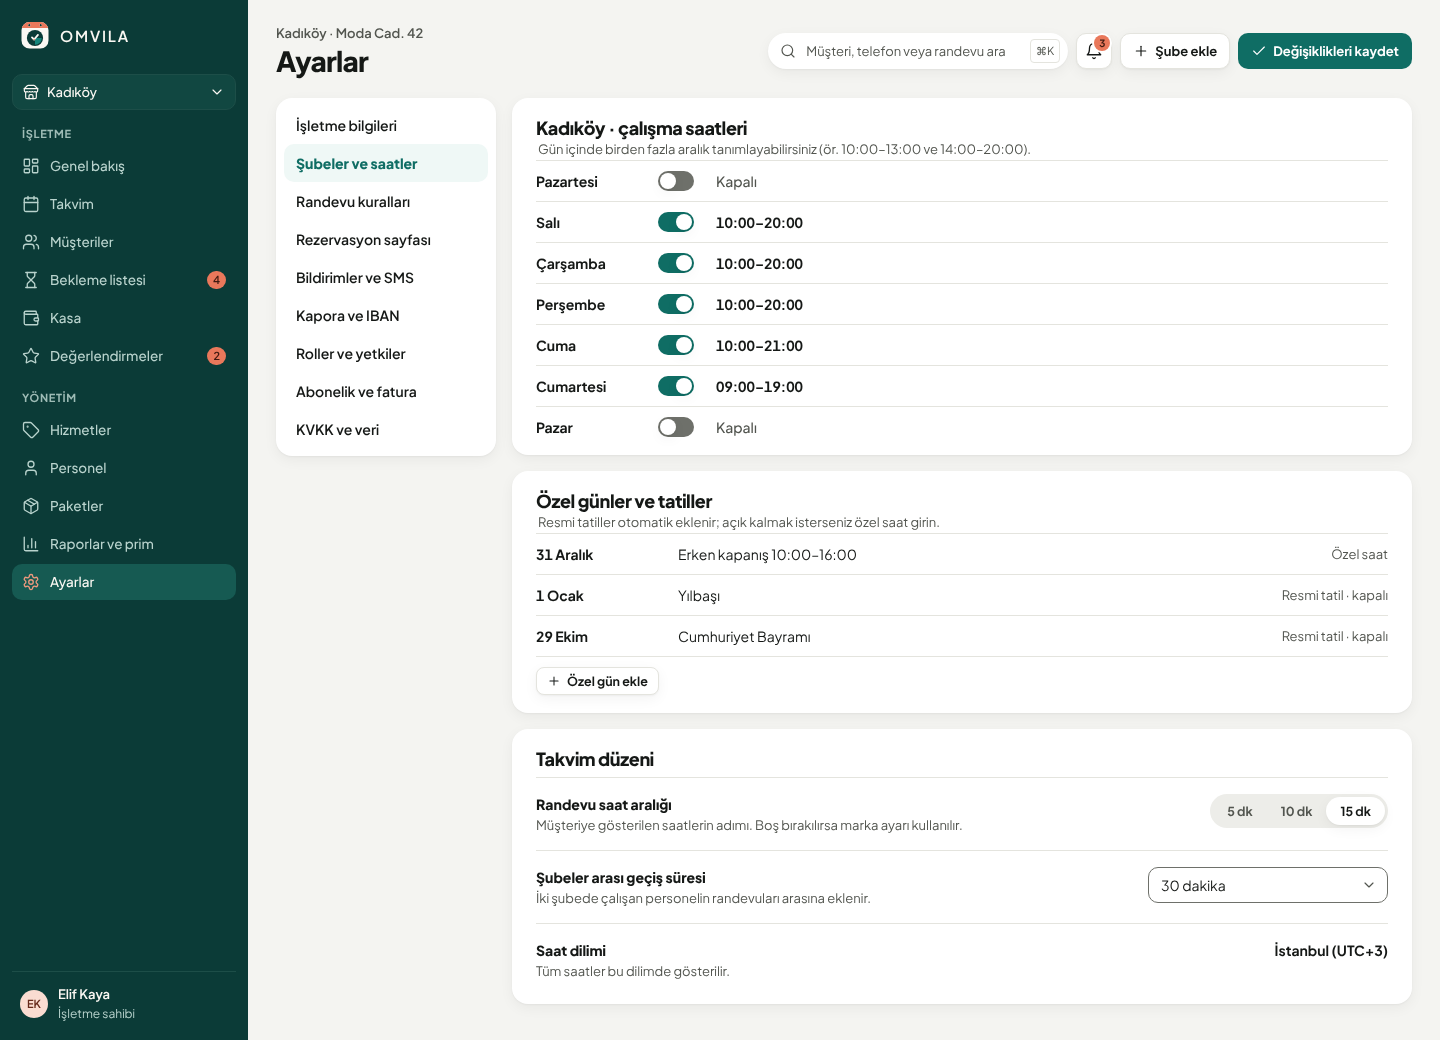 OMVILA
Kadıköy
İŞLETME
Genel bakış
Takvim
Müşteriler
Bekleme listesi
4
Kasa
Değerlendirmeler
2
YÖNETİM
Hizmetler
Personel
Paketler
Raporlar ve prim
Ayarlar
EK
Elif Kaya
İşletme sahibi
Kadıköy · Moda Cad. 42
Ayarlar
Müşteri, telefon veya randevu ara
⌘K
3
Şube ekle
Değişiklikleri kaydet
İşletme bilgileri
Şubeler ve saatler
Randevu kuralları
Rezervasyon sayfası
Bildirimler ve SMS
Kapora ve IBAN
Roller ve yetkiler
Abonelik ve fatura
KVKK ve veri
Kadıköy · çalışma saatleri
Gün içinde birden fazla aralık tanımlayabilirsiniz (ör. 10:00–13:00 ve 14:00–20:00).
Pazartesi Kapalı
Salı 10:00–20:00
Çarşamba 10:00–20:00
Perşembe 10:00–20:00
Cuma 10:00–21:00
Cumartesi 09:00–19:00
Pazar Kapalı
Özel günler ve tatiller
Resmi tatiller otomatik eklenir; açık kalmak isterseniz özel saat girin.
31 Aralık Erken kapanış 10:00–16:00 Özel saat
1 Ocak Yılbaşı Resmi tatil · kapalı
29 Ekim Cumhuriyet Bayramı Resmi tatil · kapalı
Özel gün ekle
Takvim düzeni
Randevu saat aralığı
Müşteriye gösterilen saatlerin adımı. Boş bırakılırsa marka ayarı kullanılır.
5 dk 10 dk 15 dk
Şubeler arası geçiş süresi
İki şubede çalışan personelin randevuları arasına eklenir.
30 dakika
Saat dilimi
Tüm saatler bu dilimde gösterilir.
İstanbul (UTC+3)